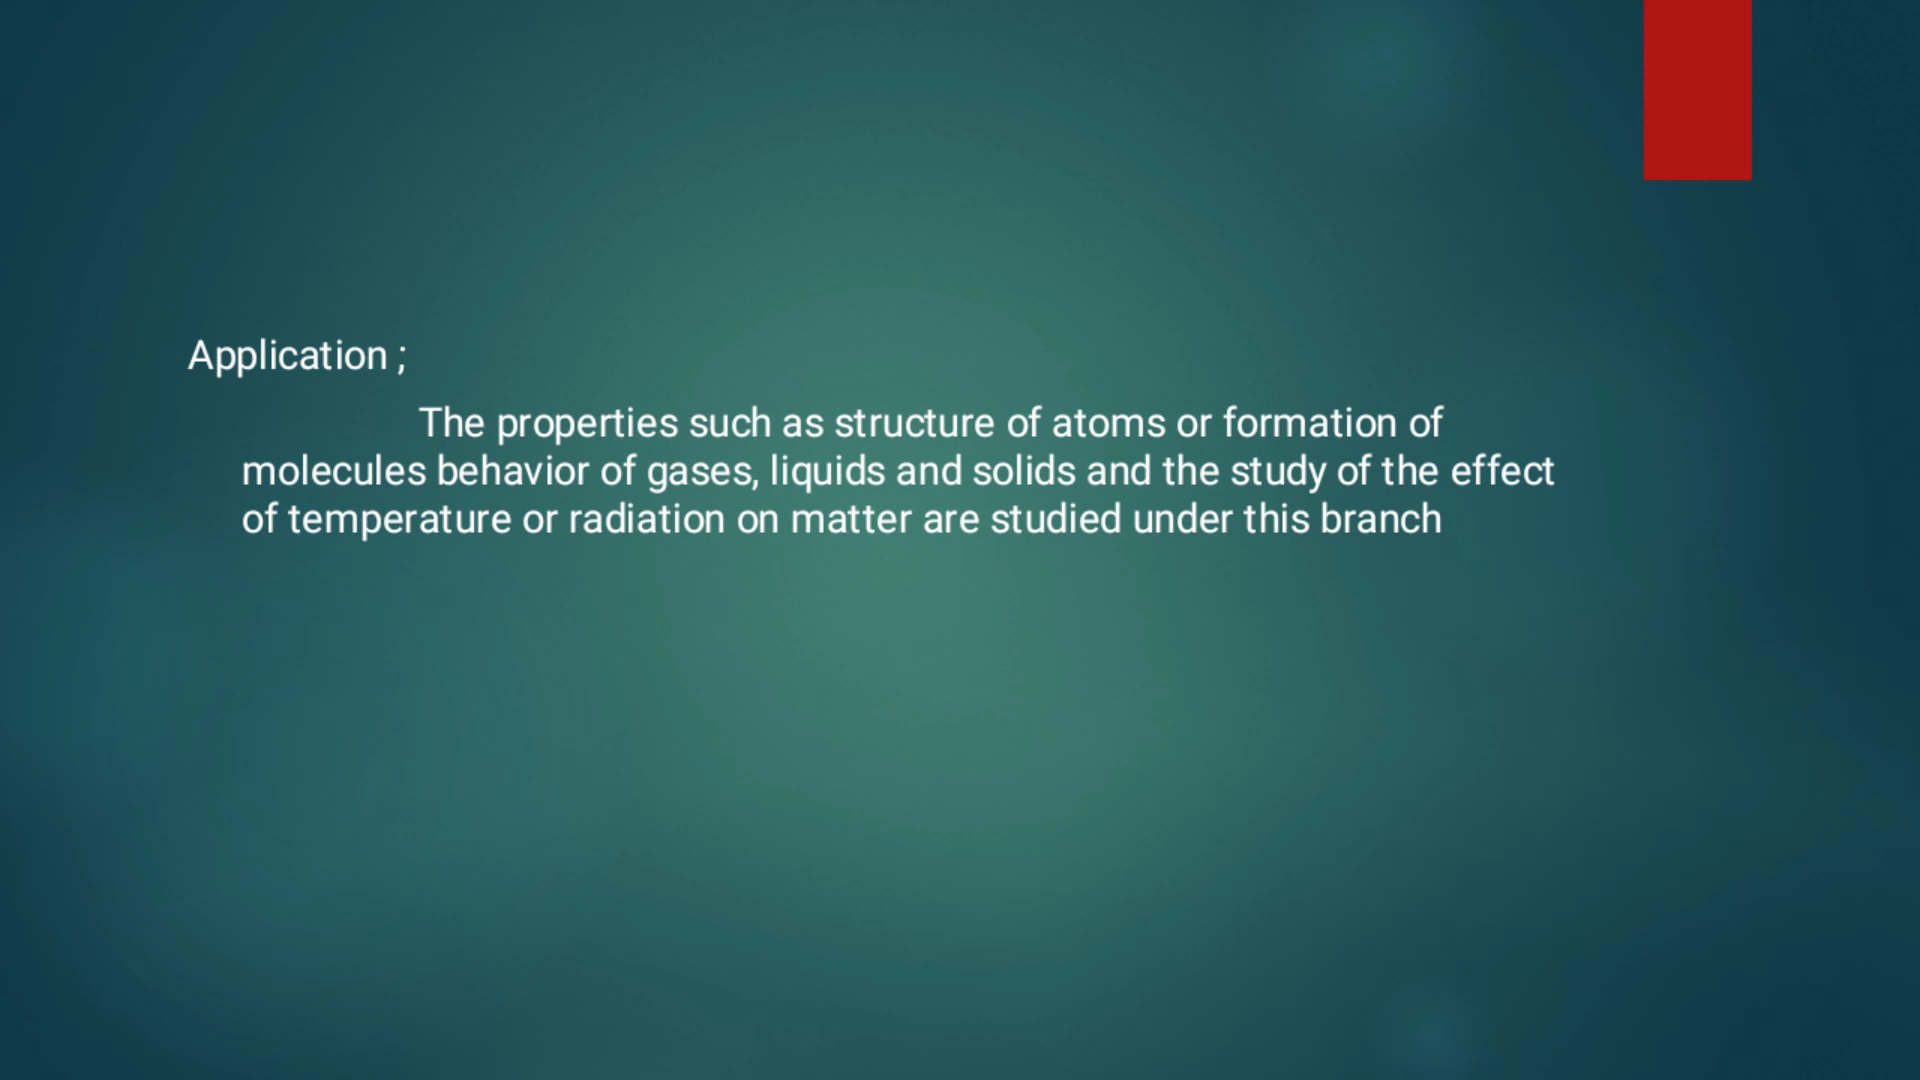 Application ;
The properties such as structure of atoms or formation of
molecules behavior of gases, liquids and solids and the study of the effect
of temperature or radiation on matter are studied under this branch